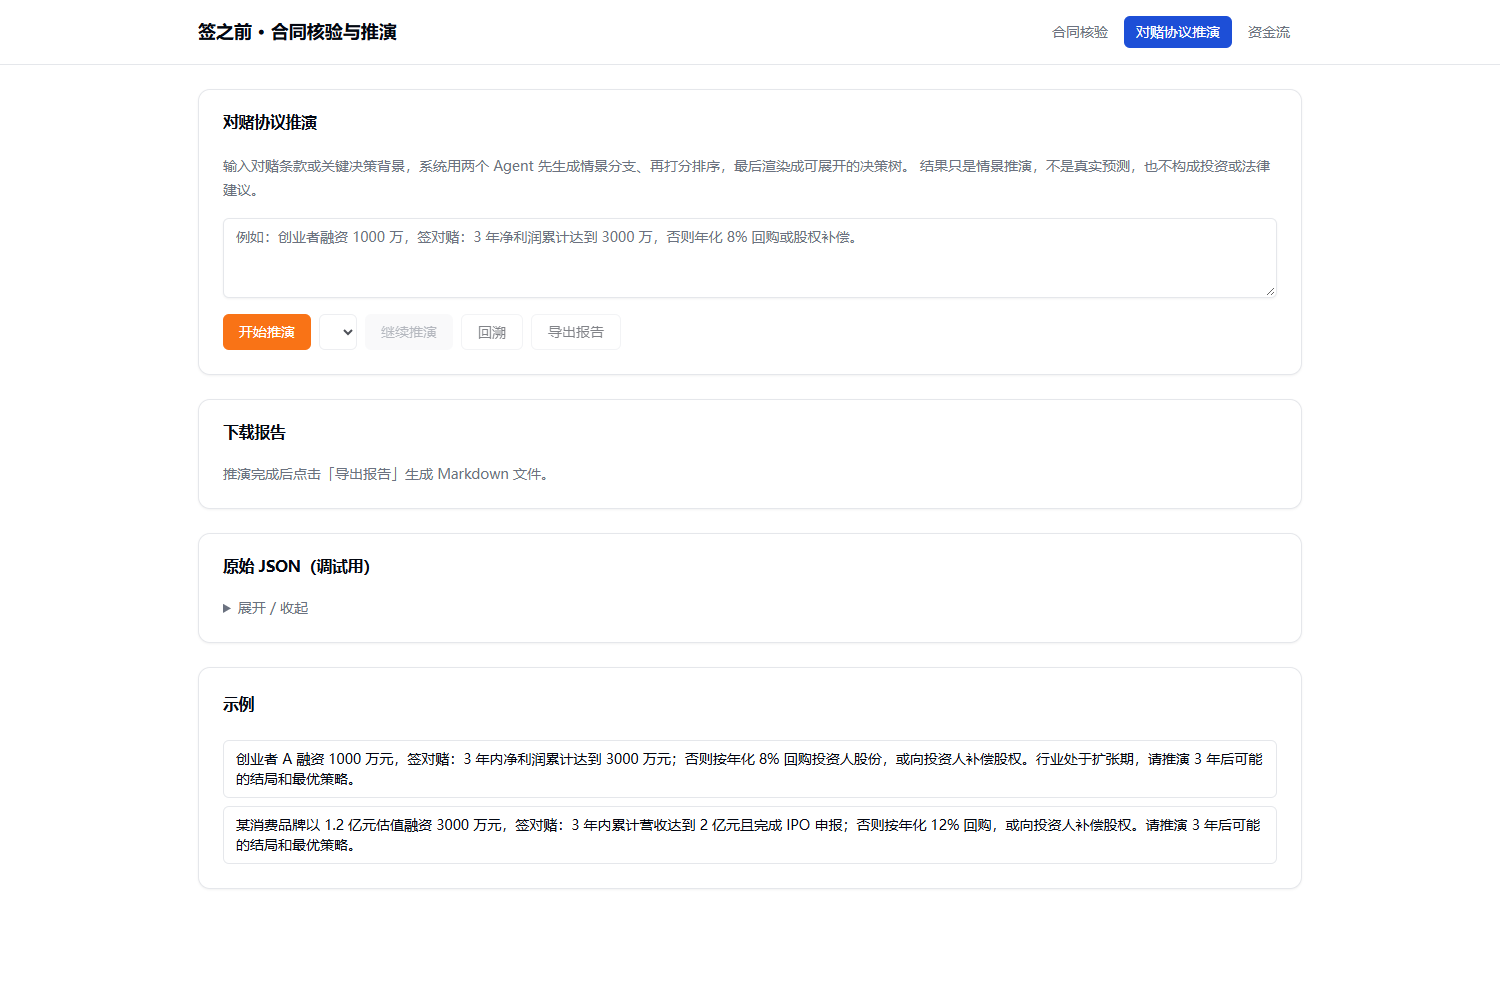 签之前·合同核验与推演
合同核验
对赌协议推演
资金流
对赌协议推演
输入对赌条款或关键决策背景，系统用两个 Agent 先生成情景分支、再打分排序，最后渲染成可展开的决策树。 结果只是情景推演，不是真实预测，也不构成投资或法律
建议。
例如：创业者融资 1000 万，签对赌：3 年净利润累计达到 3000 万，否则年化 8% 回购或股权补偿。
开始推演
继续推演
回溯
导出报告
下载报告
推演完成后点击「导出报告」生成 Markdown 文件。
原始 JSON（调试用）
展开 / 收起
示例
创业者 A 融资 1000 万元，签对赌：3 年内净利润累计达到 3000 万元；否则按年化 8% 回购投资人股份，或向投资人补偿股权。行业处于扩张期，请推演 3 年后可能
的结局和最优策略。
某消费品牌以 1.2 亿元估值融资 3000 万元，签对赌：3 年内累计营收达到 2 亿元且完成 IPO 申报；否则按年化 12% 回购，或向投资人补偿股权。请推演 3 年后可能
的结局和最优策略。